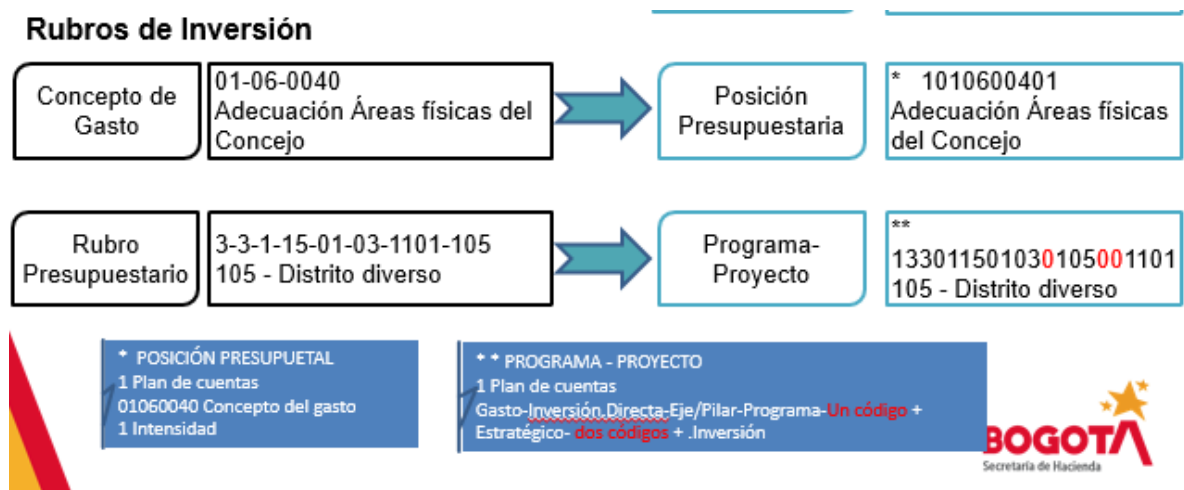 Rubros de Inversión
Concepto de
Gasto
01-06-0040
Adecuación Áreas físicas del
Concejo
Posición
Presupuestaria
* 1010600401
Adecuación Áreas físicas
del Concejo
Rubro
Presupuestario
3-3-1-15-01-03-1101-105
105 - Distrito diverso
Programa-
Proyecto
**
133011501030105001101
105 - Distrito diverso
* POSICIÓN PRESUPUETAL
1 Plan de cuentas
01060040 Concepto del gasto
1 Intensidad
* * PROGRAMA - PROYECTO
1 Plan de cuentas
Gasto-Inversión.Directa-Eje/Pilar-Programa-Un código +
Estratégico- dos códigos + .Inversión
BOGOTÁ
Secretaría de Hacienda